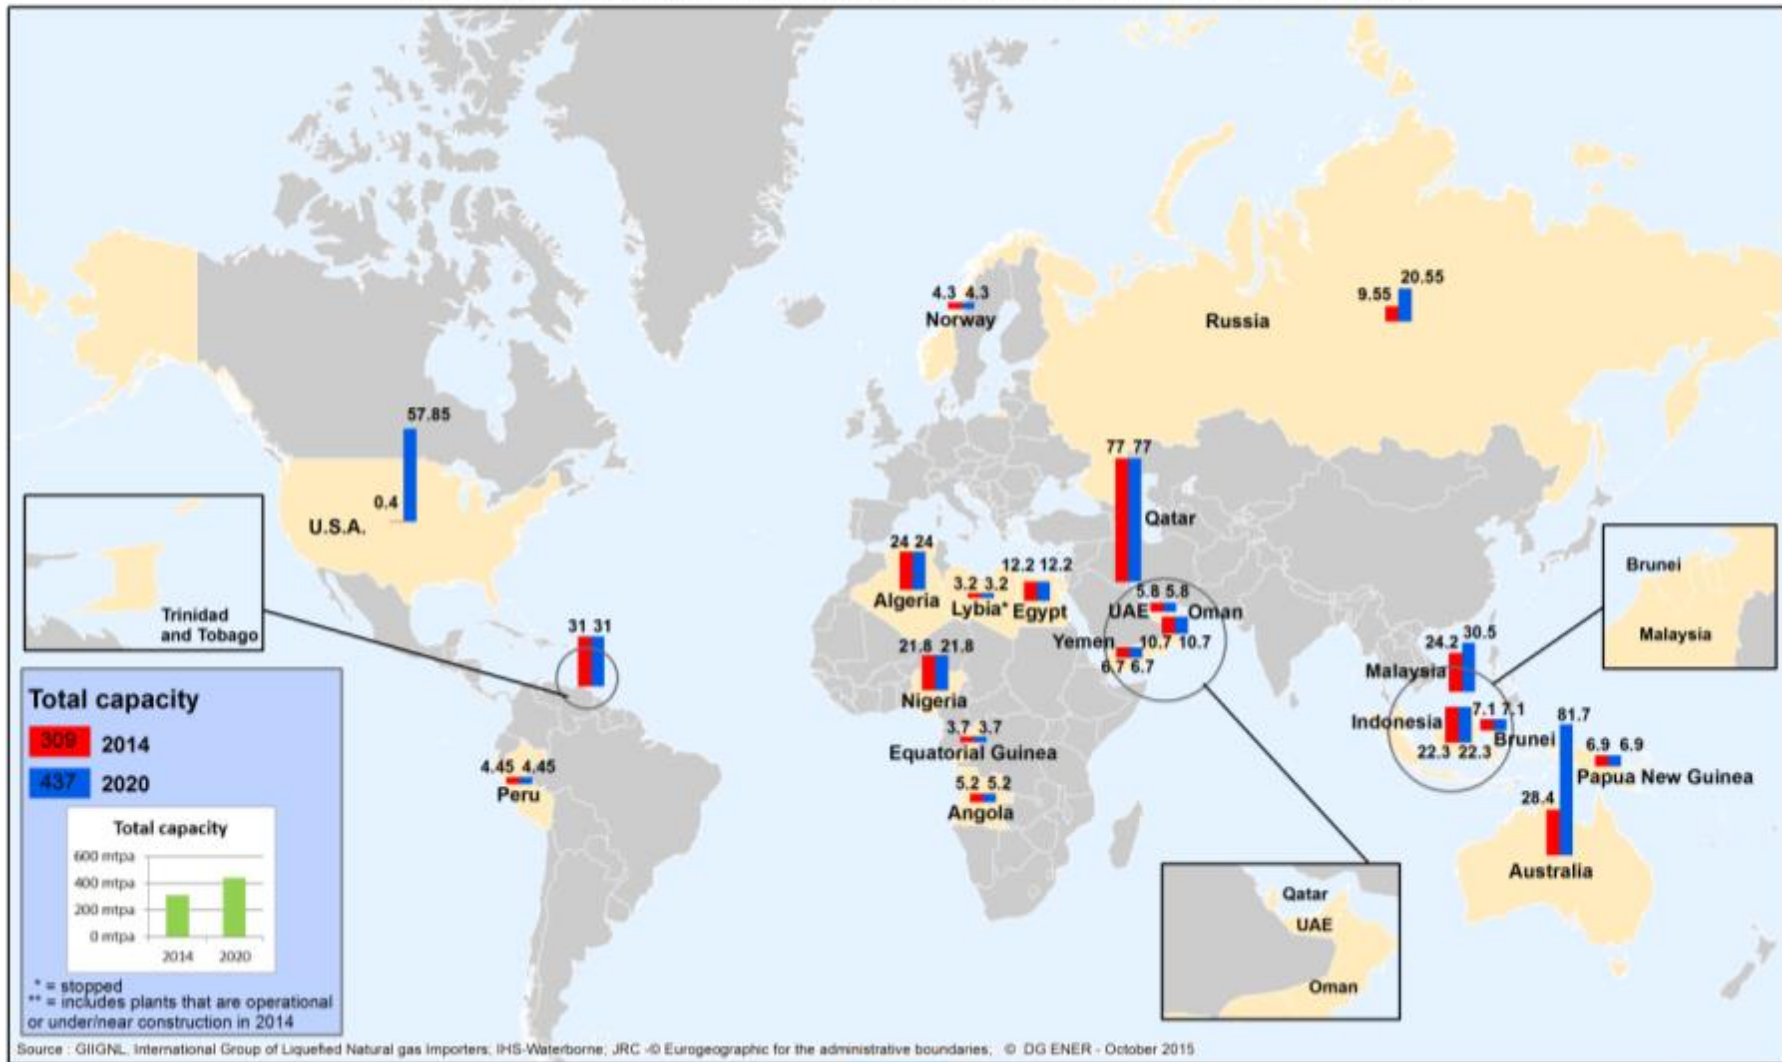 4.3 4.3
Norway
20.55
9.55
Russia
57.85
0.4
U.S.A.
77 77
Qatar
Trinidad
and Tobago
31 31
24 24
Algeria
3.2 3.2
Lybia*
12.2 12.2
Egypt
5.8 5.8
UAE
Oman
10.7 10.7
Yemen
6.7 6.7
21.8 21.8
Nigeria
3.7 3.7
Equatorial Guinea
5.2 5.2
Angola
4.45 4.45
Peru
Brunei
Malaysia
30.5
24.2
Malaysia
Indonesia
22.3 22.3
7.1 7.1
Brunei
81.7
28.4
Australia
6.9 6.9
Papua New Guinea
Qatar
UAE
Oman
Total capacity
309 2014
437 2020
Total capacity
600 mtpa
400 mtpa
200 mtpa
0 mtpa
2014 2020
* = stopped
** = includes plants that are operational
or under/near construction in 2014
Source : GIIGNL, International Group of Liquefied Natural gas Importers; IHS-Waterborne; JRC -© Eurogeographic for the administrative boundaries; © DG ENER - October 2015